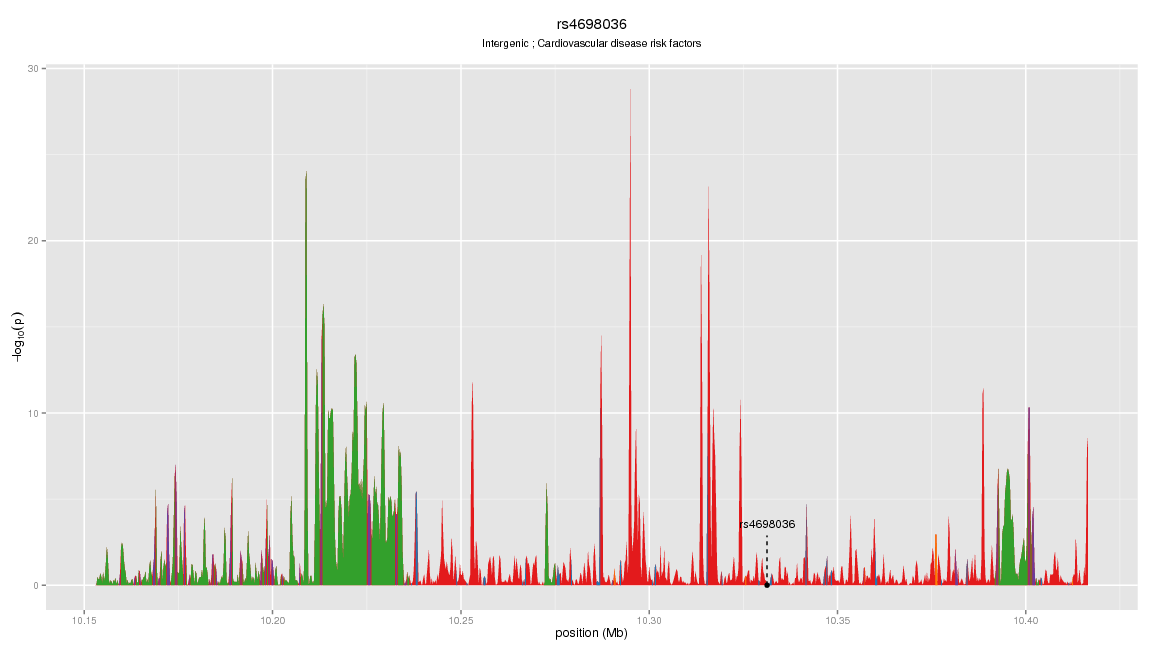 rs4698036
Intergenic ; Cardiovascular disease risk factors
30
20
10
0
−log10(p)
rs4698036
10.15
10.20
10.25
10.30
10.35
10.40
position (Mb)